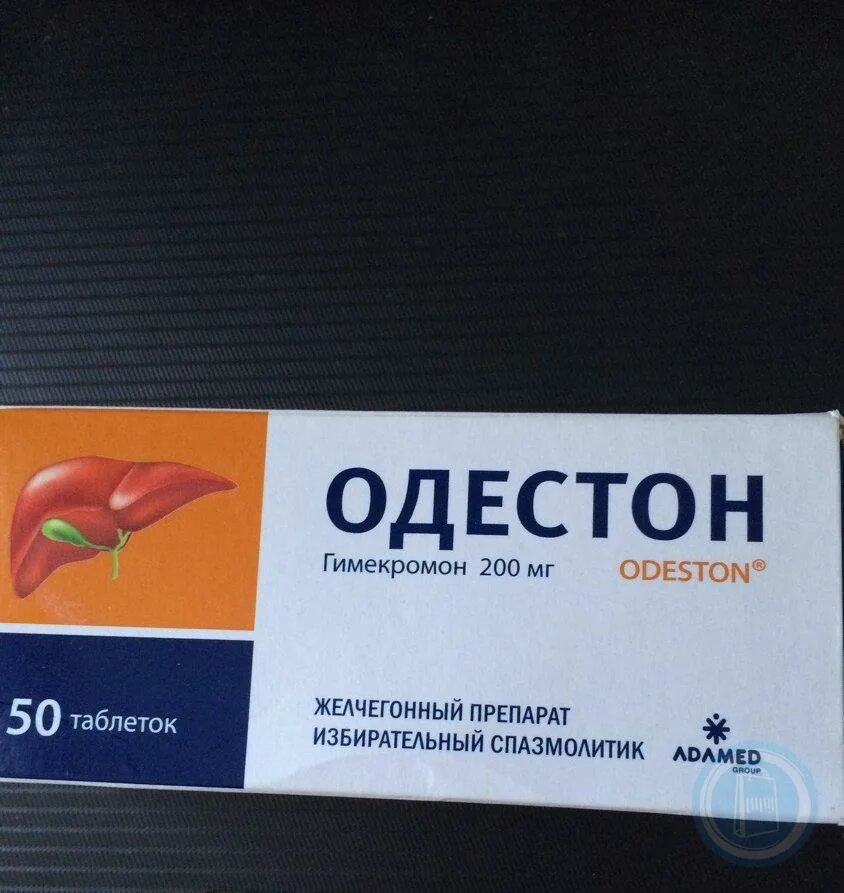 ОДЕСТОН
Гимекромон 200 мг
ODESTON®
50 таблеток
ЖЕЛЧЕГОННЫЙ ПРЕПАРАТ
ИЗБИРАТЕЛЬНЫЙ СПАЗМОЛИТИК
ADAMED
GROUP